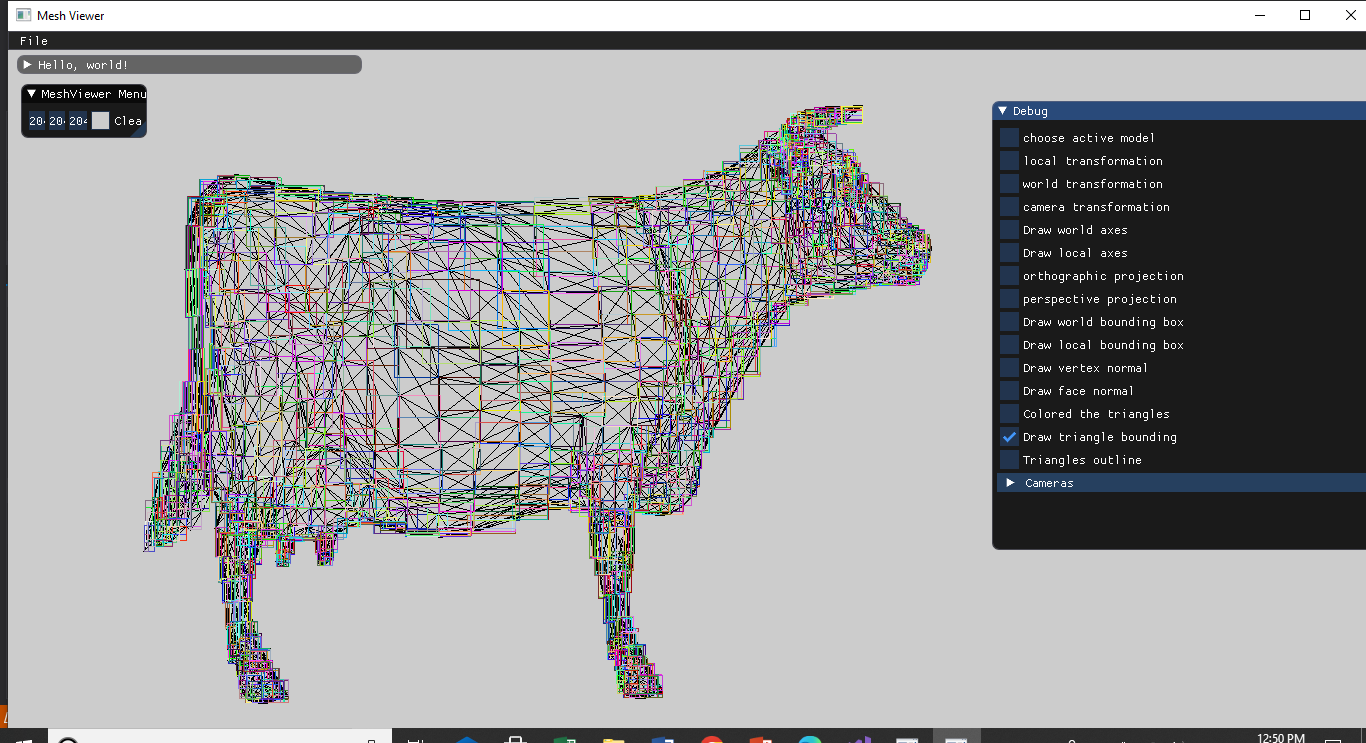 Mesh Viewer
File
Hello, world!
MeshViewer Menu
20 20 204 Clea
Debug
choose active model
local transformation
world transformation
camera transformation
Draw world axes
Draw local axes
orthographic projection
perspective projection
Draw world bounding box
Draw local bounding box
Draw vertex normal
Draw face normal
Colored the triangles
Draw triangle bounding
Triangles outline
Cameras
12:50 PM